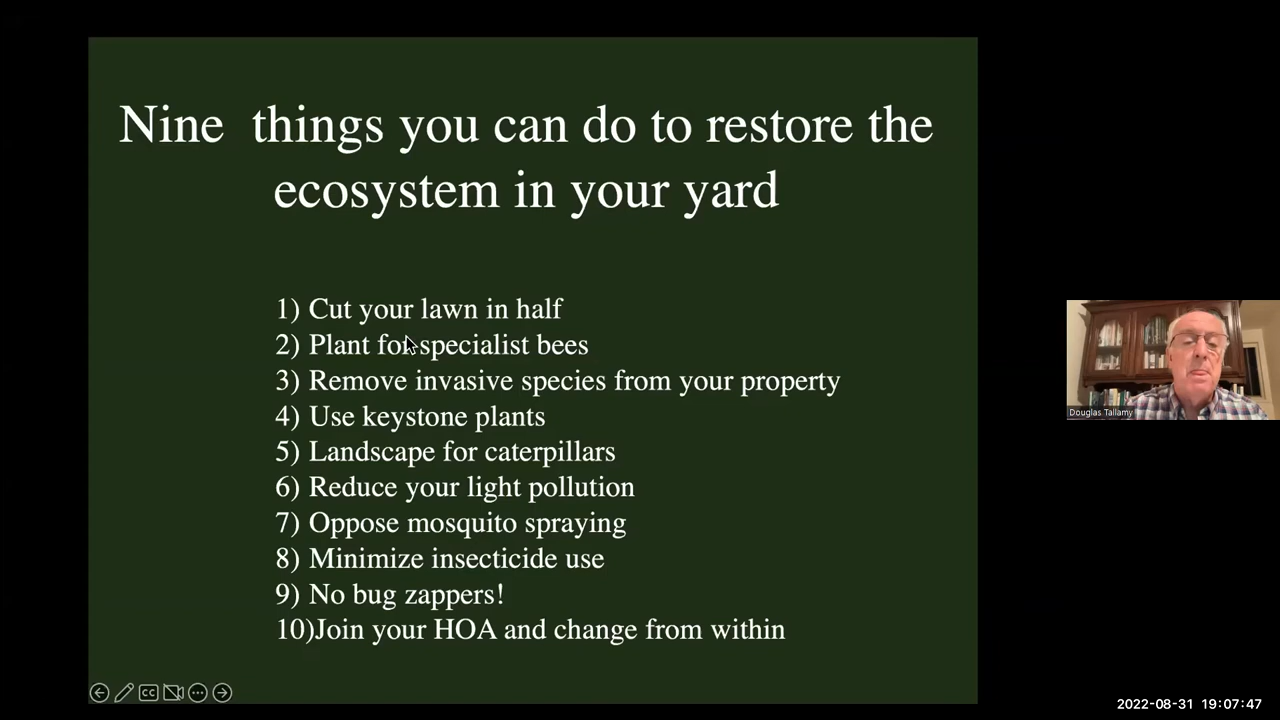 Nine things you can do to restore the
ecosystem in your yard
1) Cut your lawn in half
2) Plant for specialist bees
3) Remove invasive species from your property
4) Use keystone plants
5) Landscape for caterpillars
6) Reduce your light pollution
7) Oppose mosquito spraying
8) Minimize insecticide use
9) No bug zappers!
10)Join your HOA and change from within
Douglas Tallamy
CC
2022-08-31 19:07:47